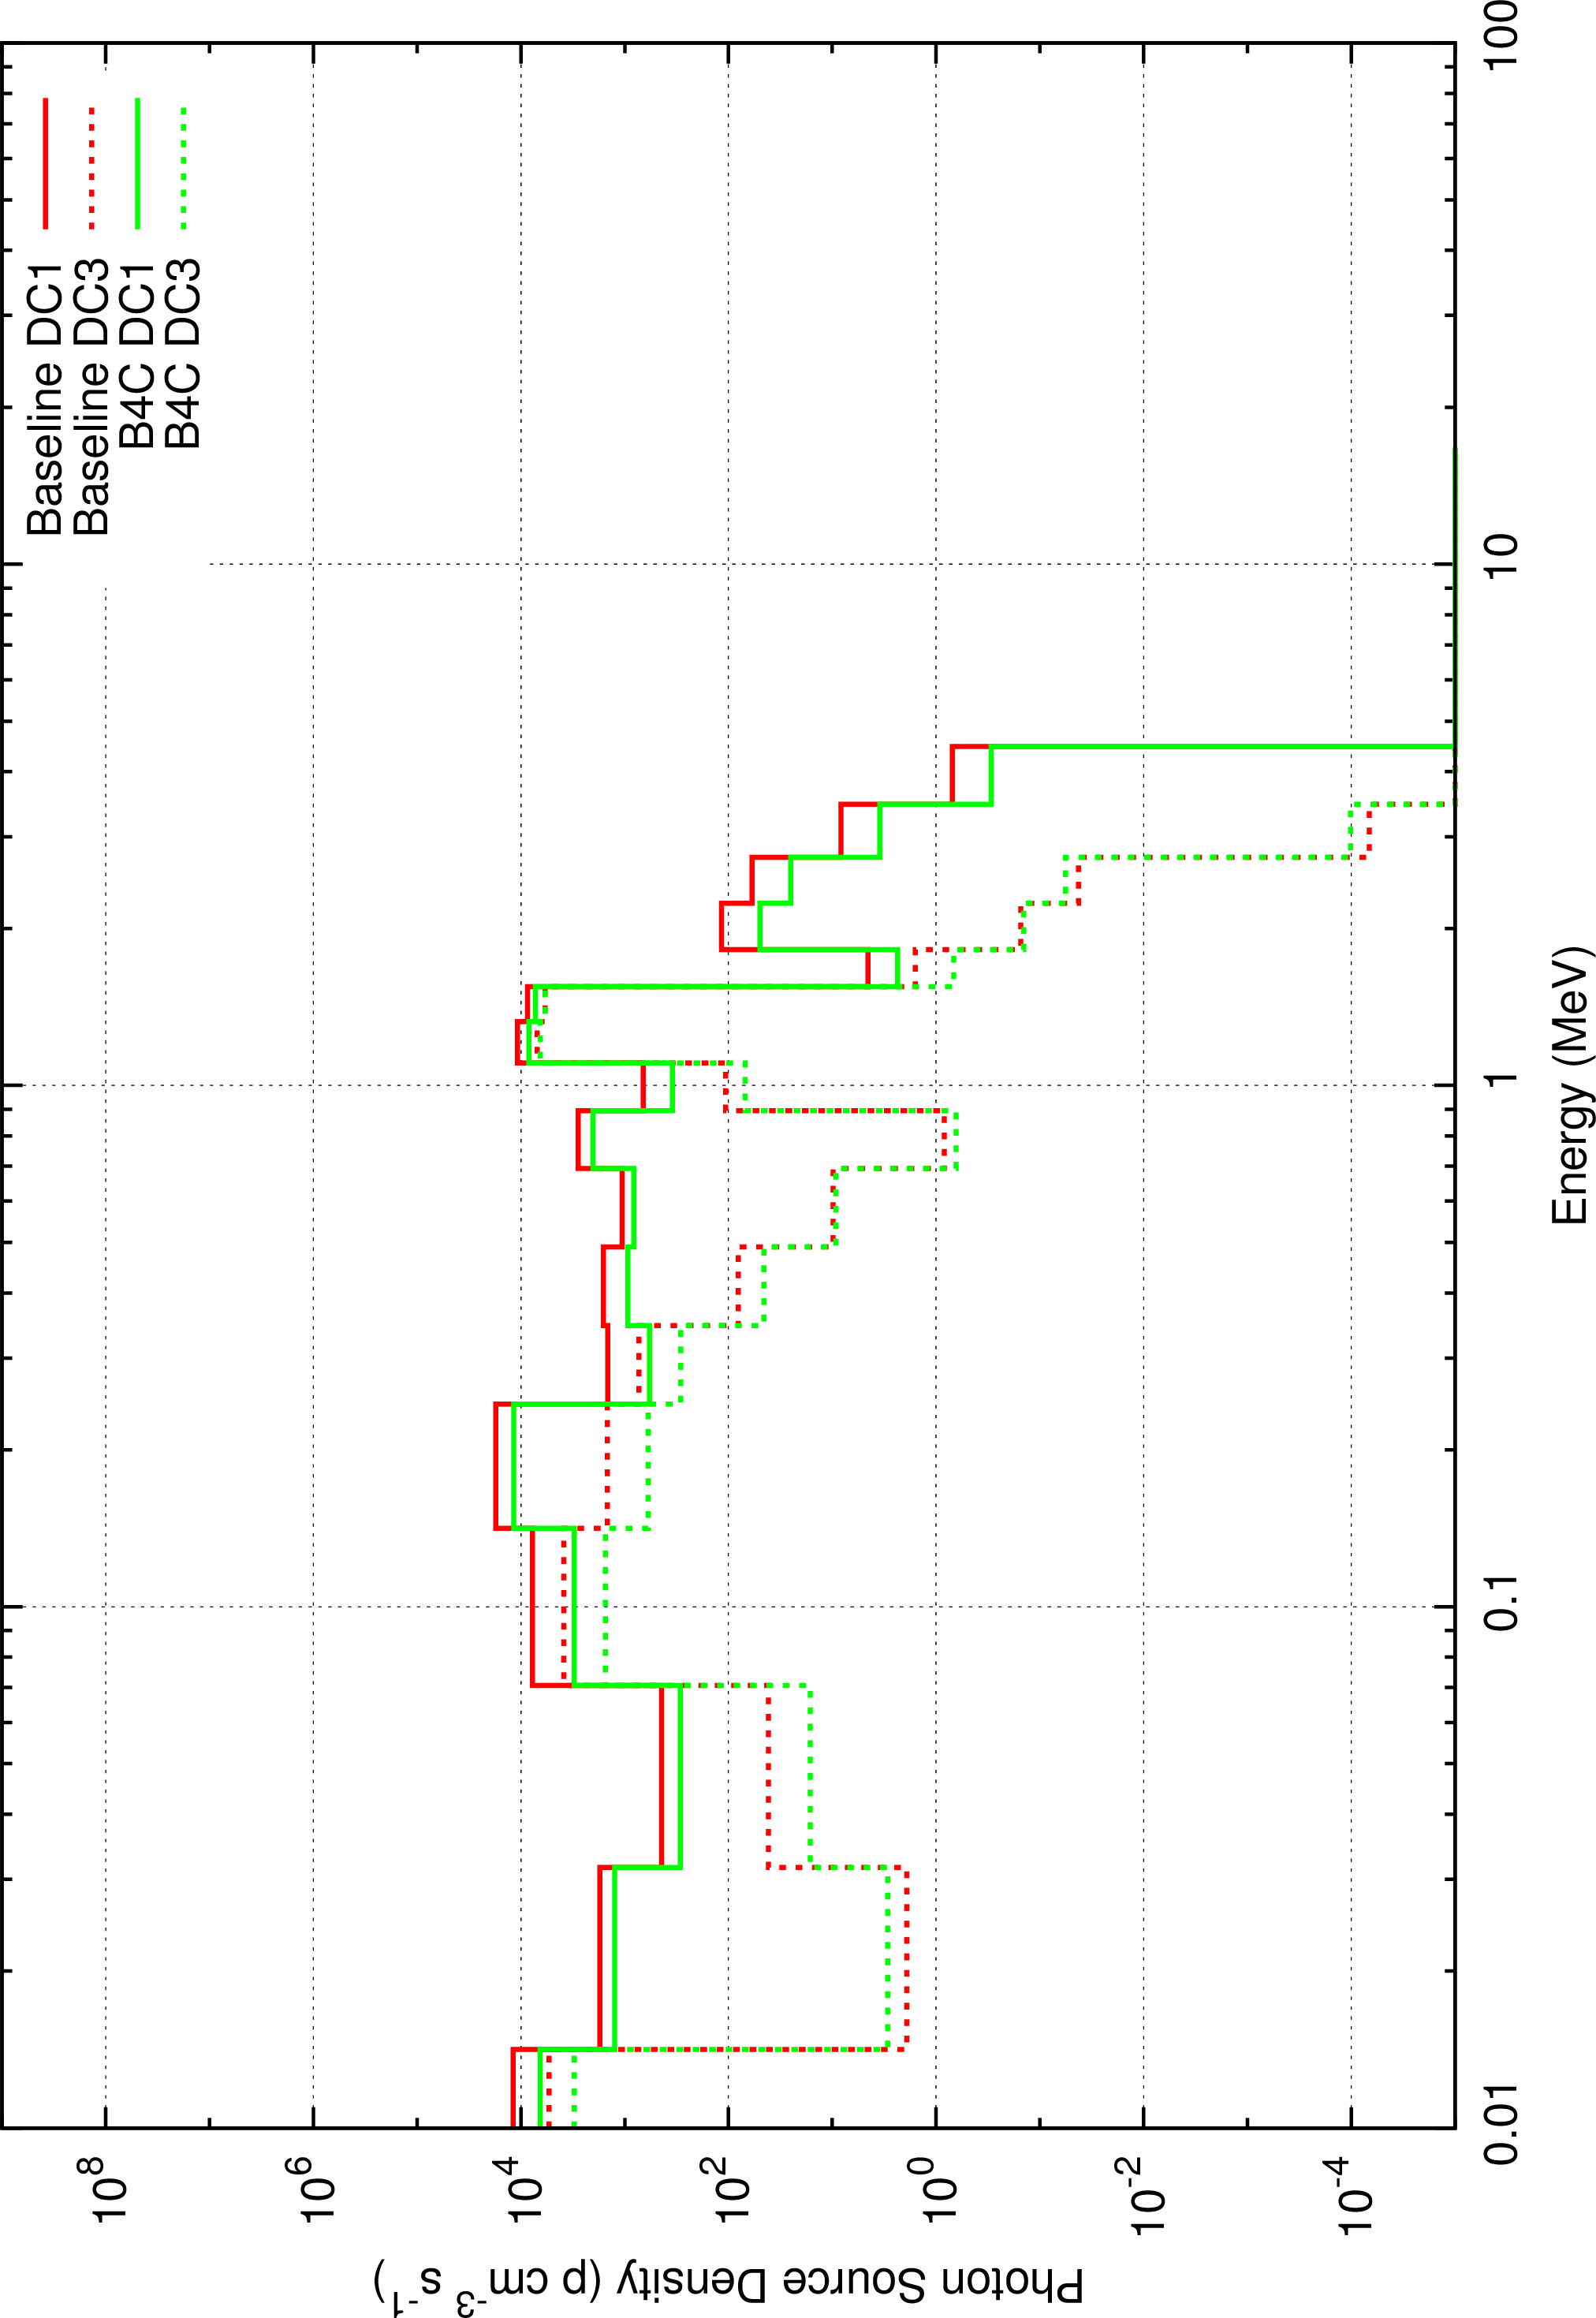 Baseline DC1
Baseline DC3
B4C DC1
B4C DC3
10^8
10^6
10^4
10^2
10^0
10^-2
10^-4
0.01
0.1
1
10
100
Photon Source Density (p cm^-3 s^-1)
Energy (MeV)